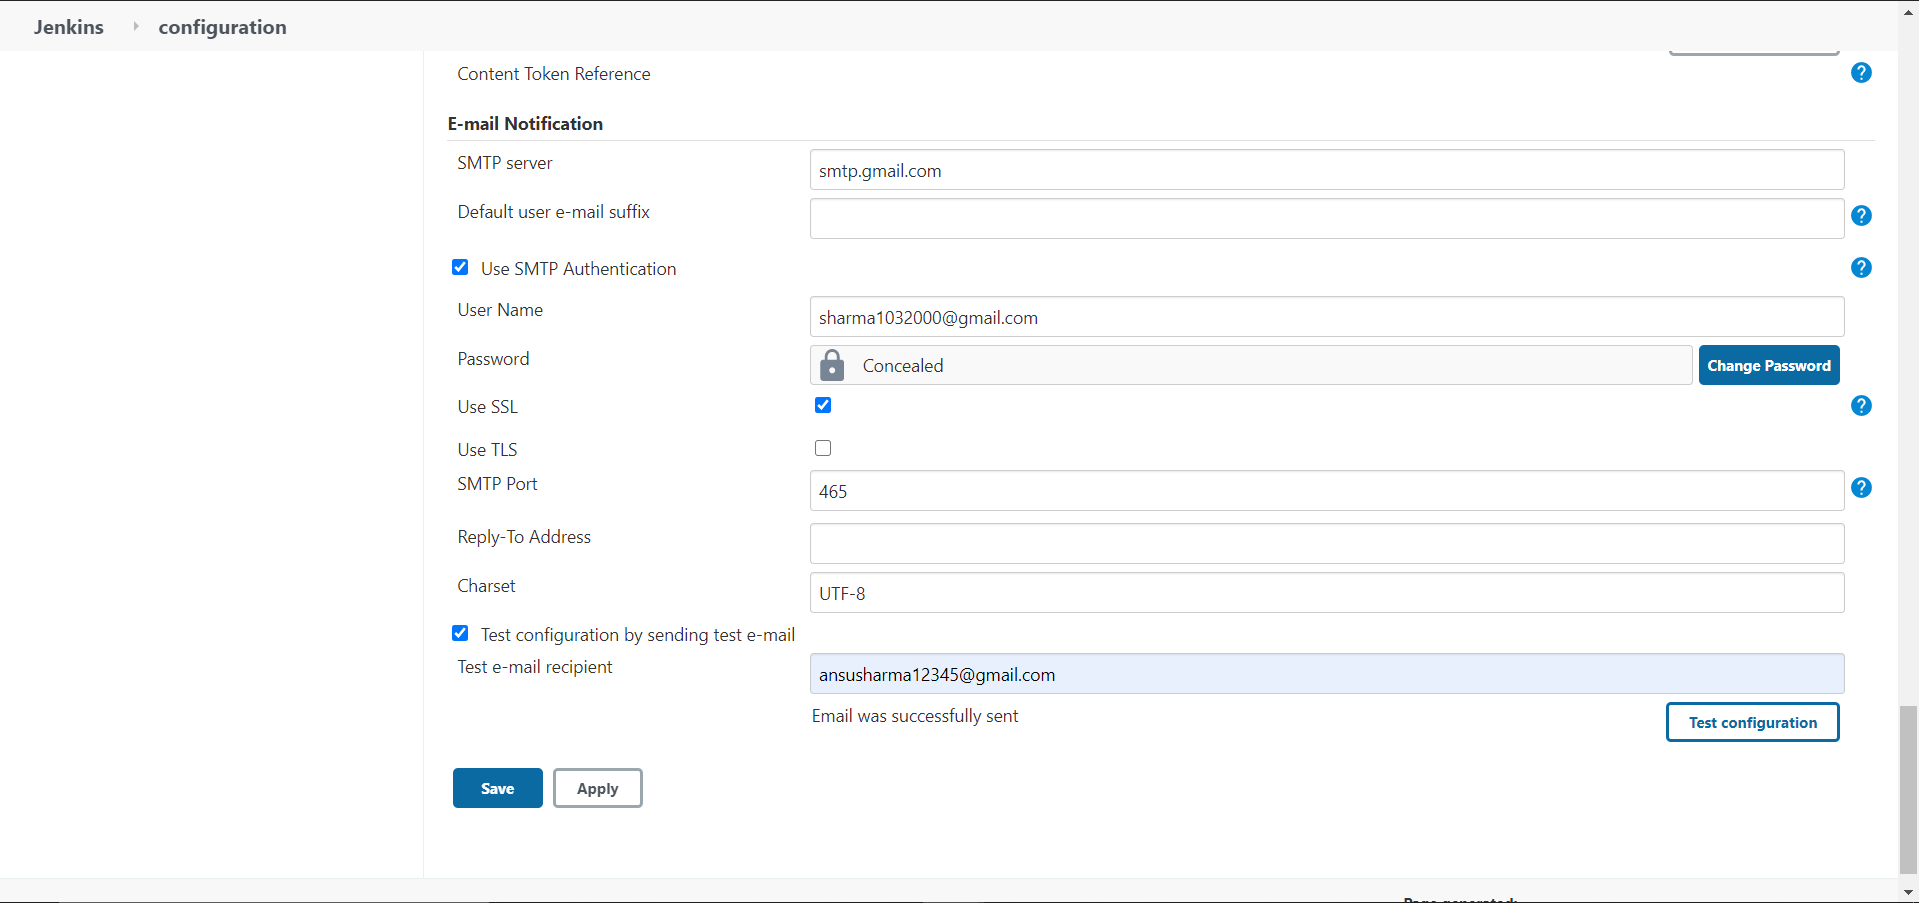 Jenkins configuration
Content Token Reference ?
E-mail Notification
SMTP server smtp.gmail.com
Default user e-mail suffix ?
Use SMTP Authentication ?
User Name sharma1032000@gmail.com
Password Concealed Change Password
Use SSL ?
Use TLS
SMTP Port 465 ?
Reply-To Address
Charset UTF-8
Test configuration by sending test e-mail
Test e-mail recipient ansusharma12345@gmail.com
Email was successfully sent Test configuration
Save Apply